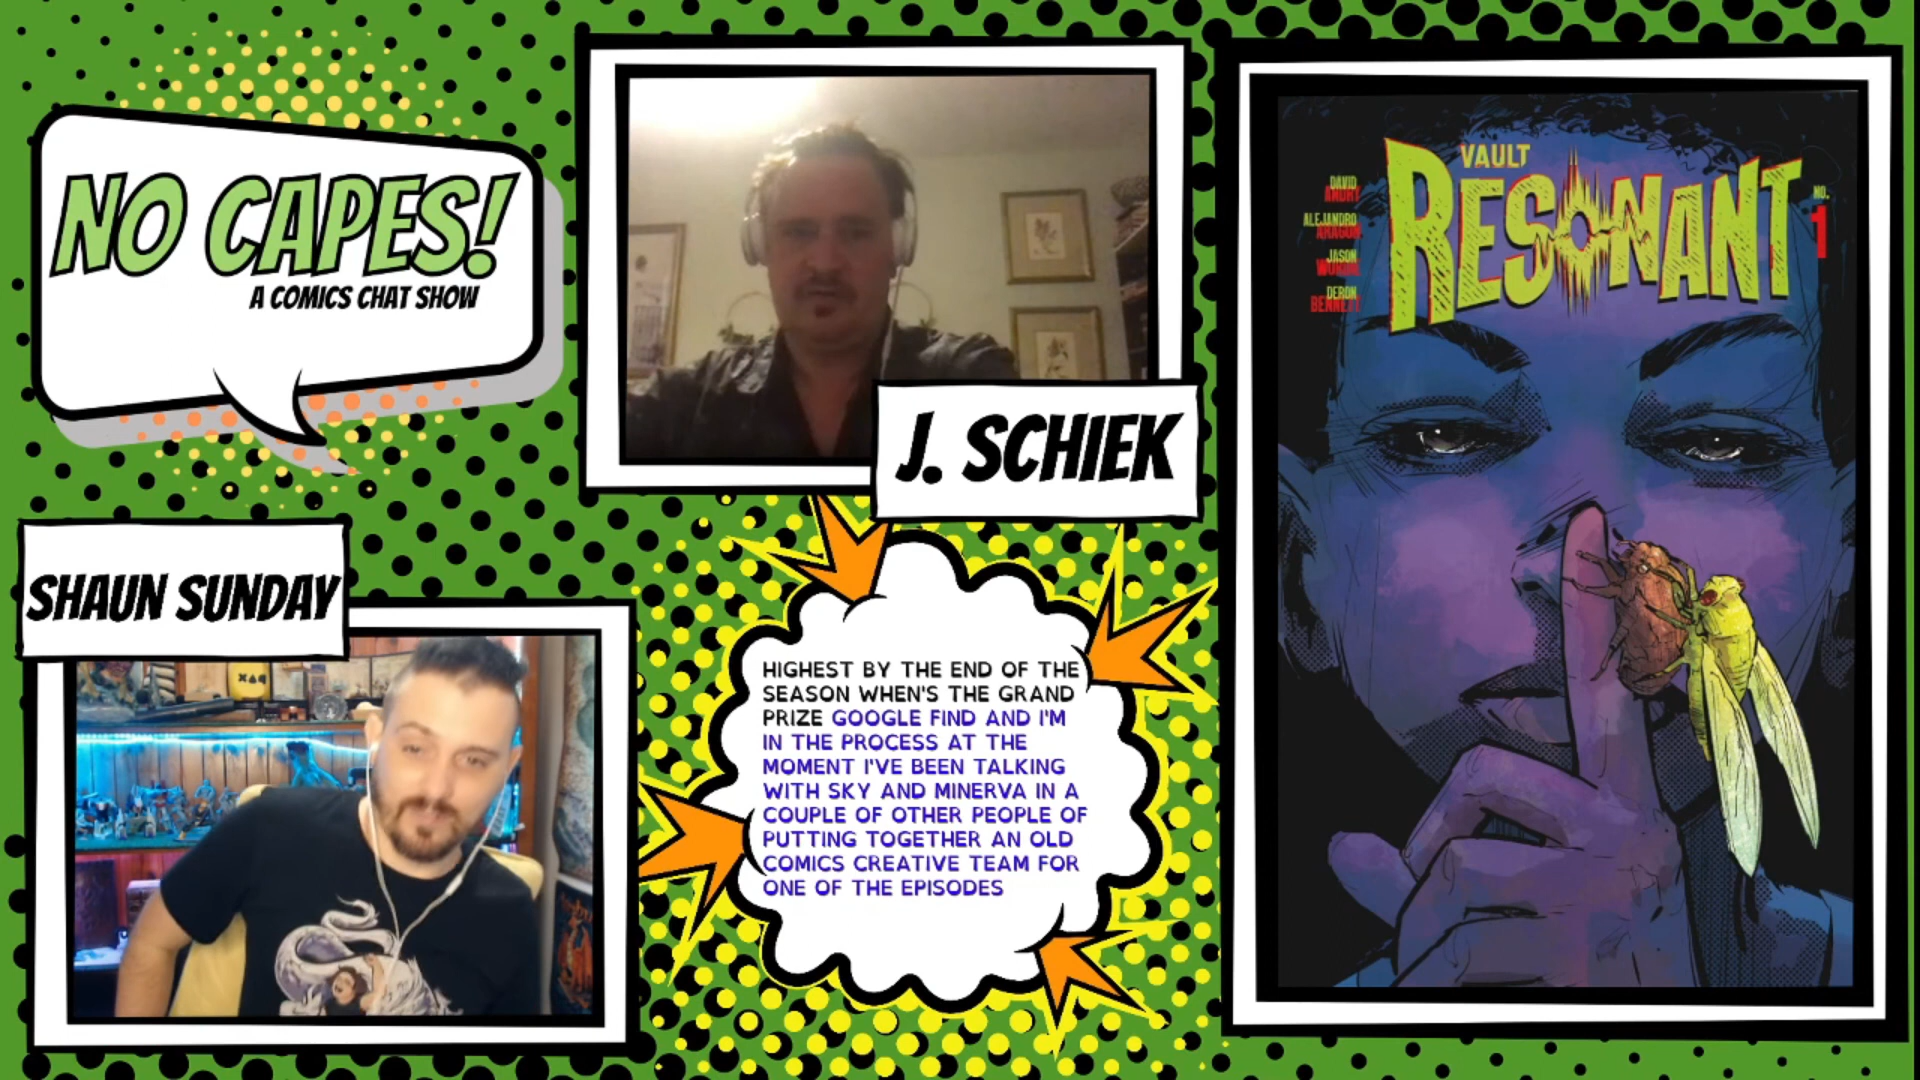 NO CAPES!
A COMICS CHAT SHOW
J. SCHIEK
SHAUN SUNDAY
HIGHEST BY THE END OF THE
SEASON WHEN'S THE GRAND
PRIZE GOOGLE FIND AND I'M
IN THE PROCESS AT THE
MOMENT I'VE BEEN TALKING
WITH SKY AND MINERVA IN A
COUPLE OF OTHER PEOPLE OF
PUTTING TOGETHER AN OLD
COMICS CREATIVE TEAM FOR
ONE OF THE EPISODES
VAULT
RESONANT
NO.
1
DAVID
ANDRY
ALEJANDRO
ARAGON
JASON
WORDIE
DERON
BENNETT